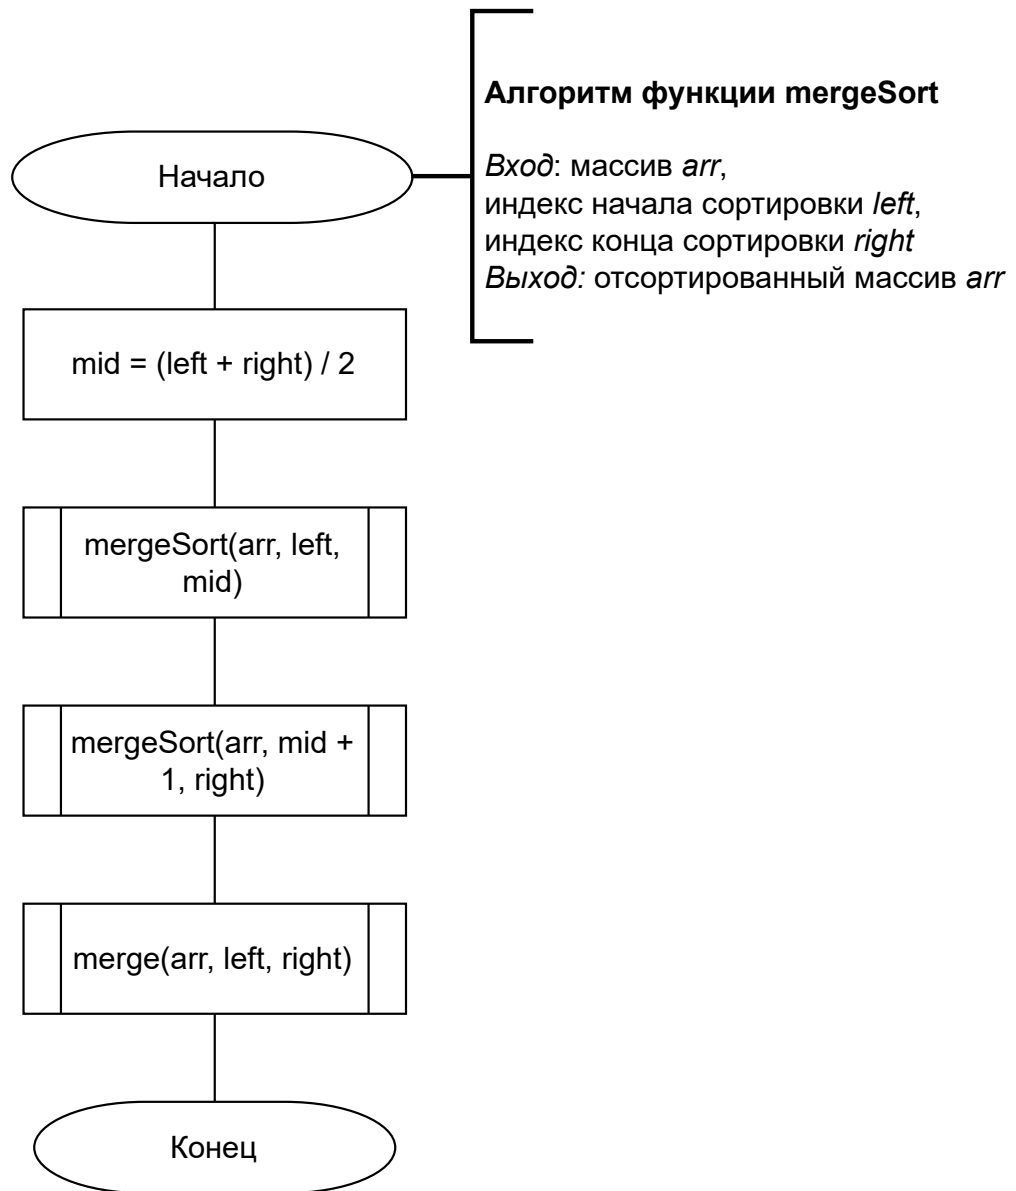 Алгоритм функции mergeSort
Вход: массив arr,
индекс начала сортировки left,
индекс конца сортировки right
Выход: отсортированный массив arr
Начало
mid = (left + right) / 2
mergeSort(arr, left,
mid)
mergeSort(arr, mid +
1, right)
merge(arr, left, right)
Конец